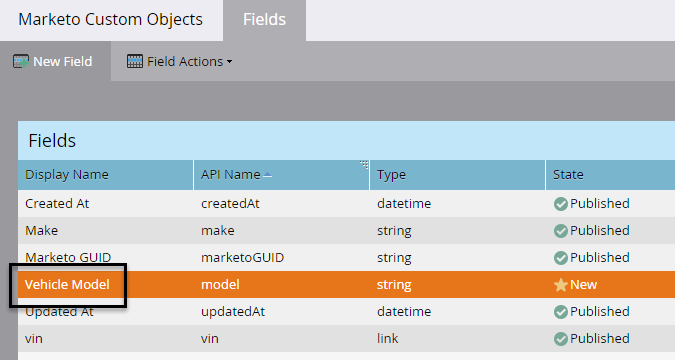 Marketo Custom Objects Fields
New Field Field Actions
Fields
Display Name API Name Type State
Created At createdAt datetime Published
Make make string Published
Marketo GUID marketoGUID string Published
Vehicle Model model string New
Updated At updatedAt datetime Published
vin vin link Published